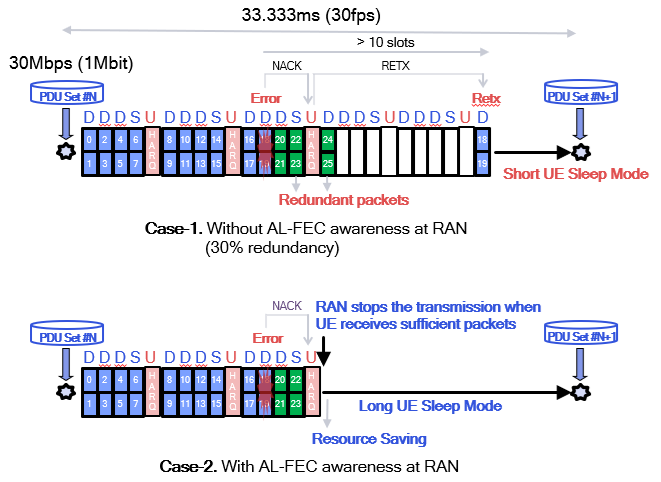 33.333ms (30fps)
> 10 slots
30Mbps (1Mbit)
NACK
RETX
PDU Set #N
Error
Retx
PDU Set #N+1
D D D S U D D D S U D D S U D D D S U D D D S U D
0 2 4 6 HARQ 8 10 12 14 HARQ 16 20 22 HARQ 24 18
1 3 5 7 9 11 13 15 17 21 23 25 19
Short UE Sleep Mode
Redundant packets
Case-1. Without AL-FEC awareness at RAN
(30% redundancy)
NACK
RAN stops the transmission when
UE receives sufficient packets
PDU Set #N
Error
PDU Set #N+1
D D D S U D D D S U D D S U
0 2 4 6 HARQ 8 10 12 14 HARQ 16 20 22 HARQ
1 3 5 7 9 11 13 15 17 21 23
Long UE Sleep Mode
Resource Saving
Case-2. With AL-FEC awareness at RAN